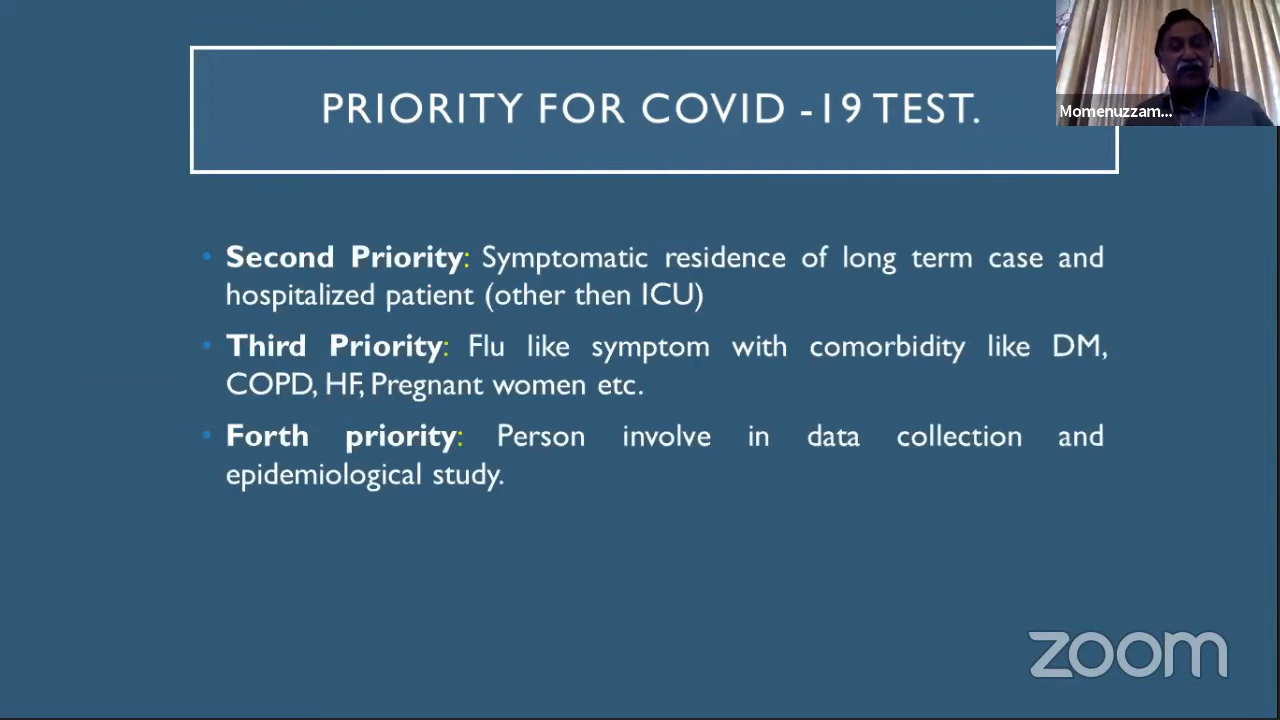 PRIORITY FOR COVID -19 TEST.
Momenuzzam...
• Second Priority: Symptomatic residence of long term case and
hospitalized patient (other then ICU)
• Third Priority: Flu like symptom with comorbidity like DM,
COPD, HF, Pregnant women etc.
• Forth priority: Person involve in data collection and
epidemiological study.
zoom